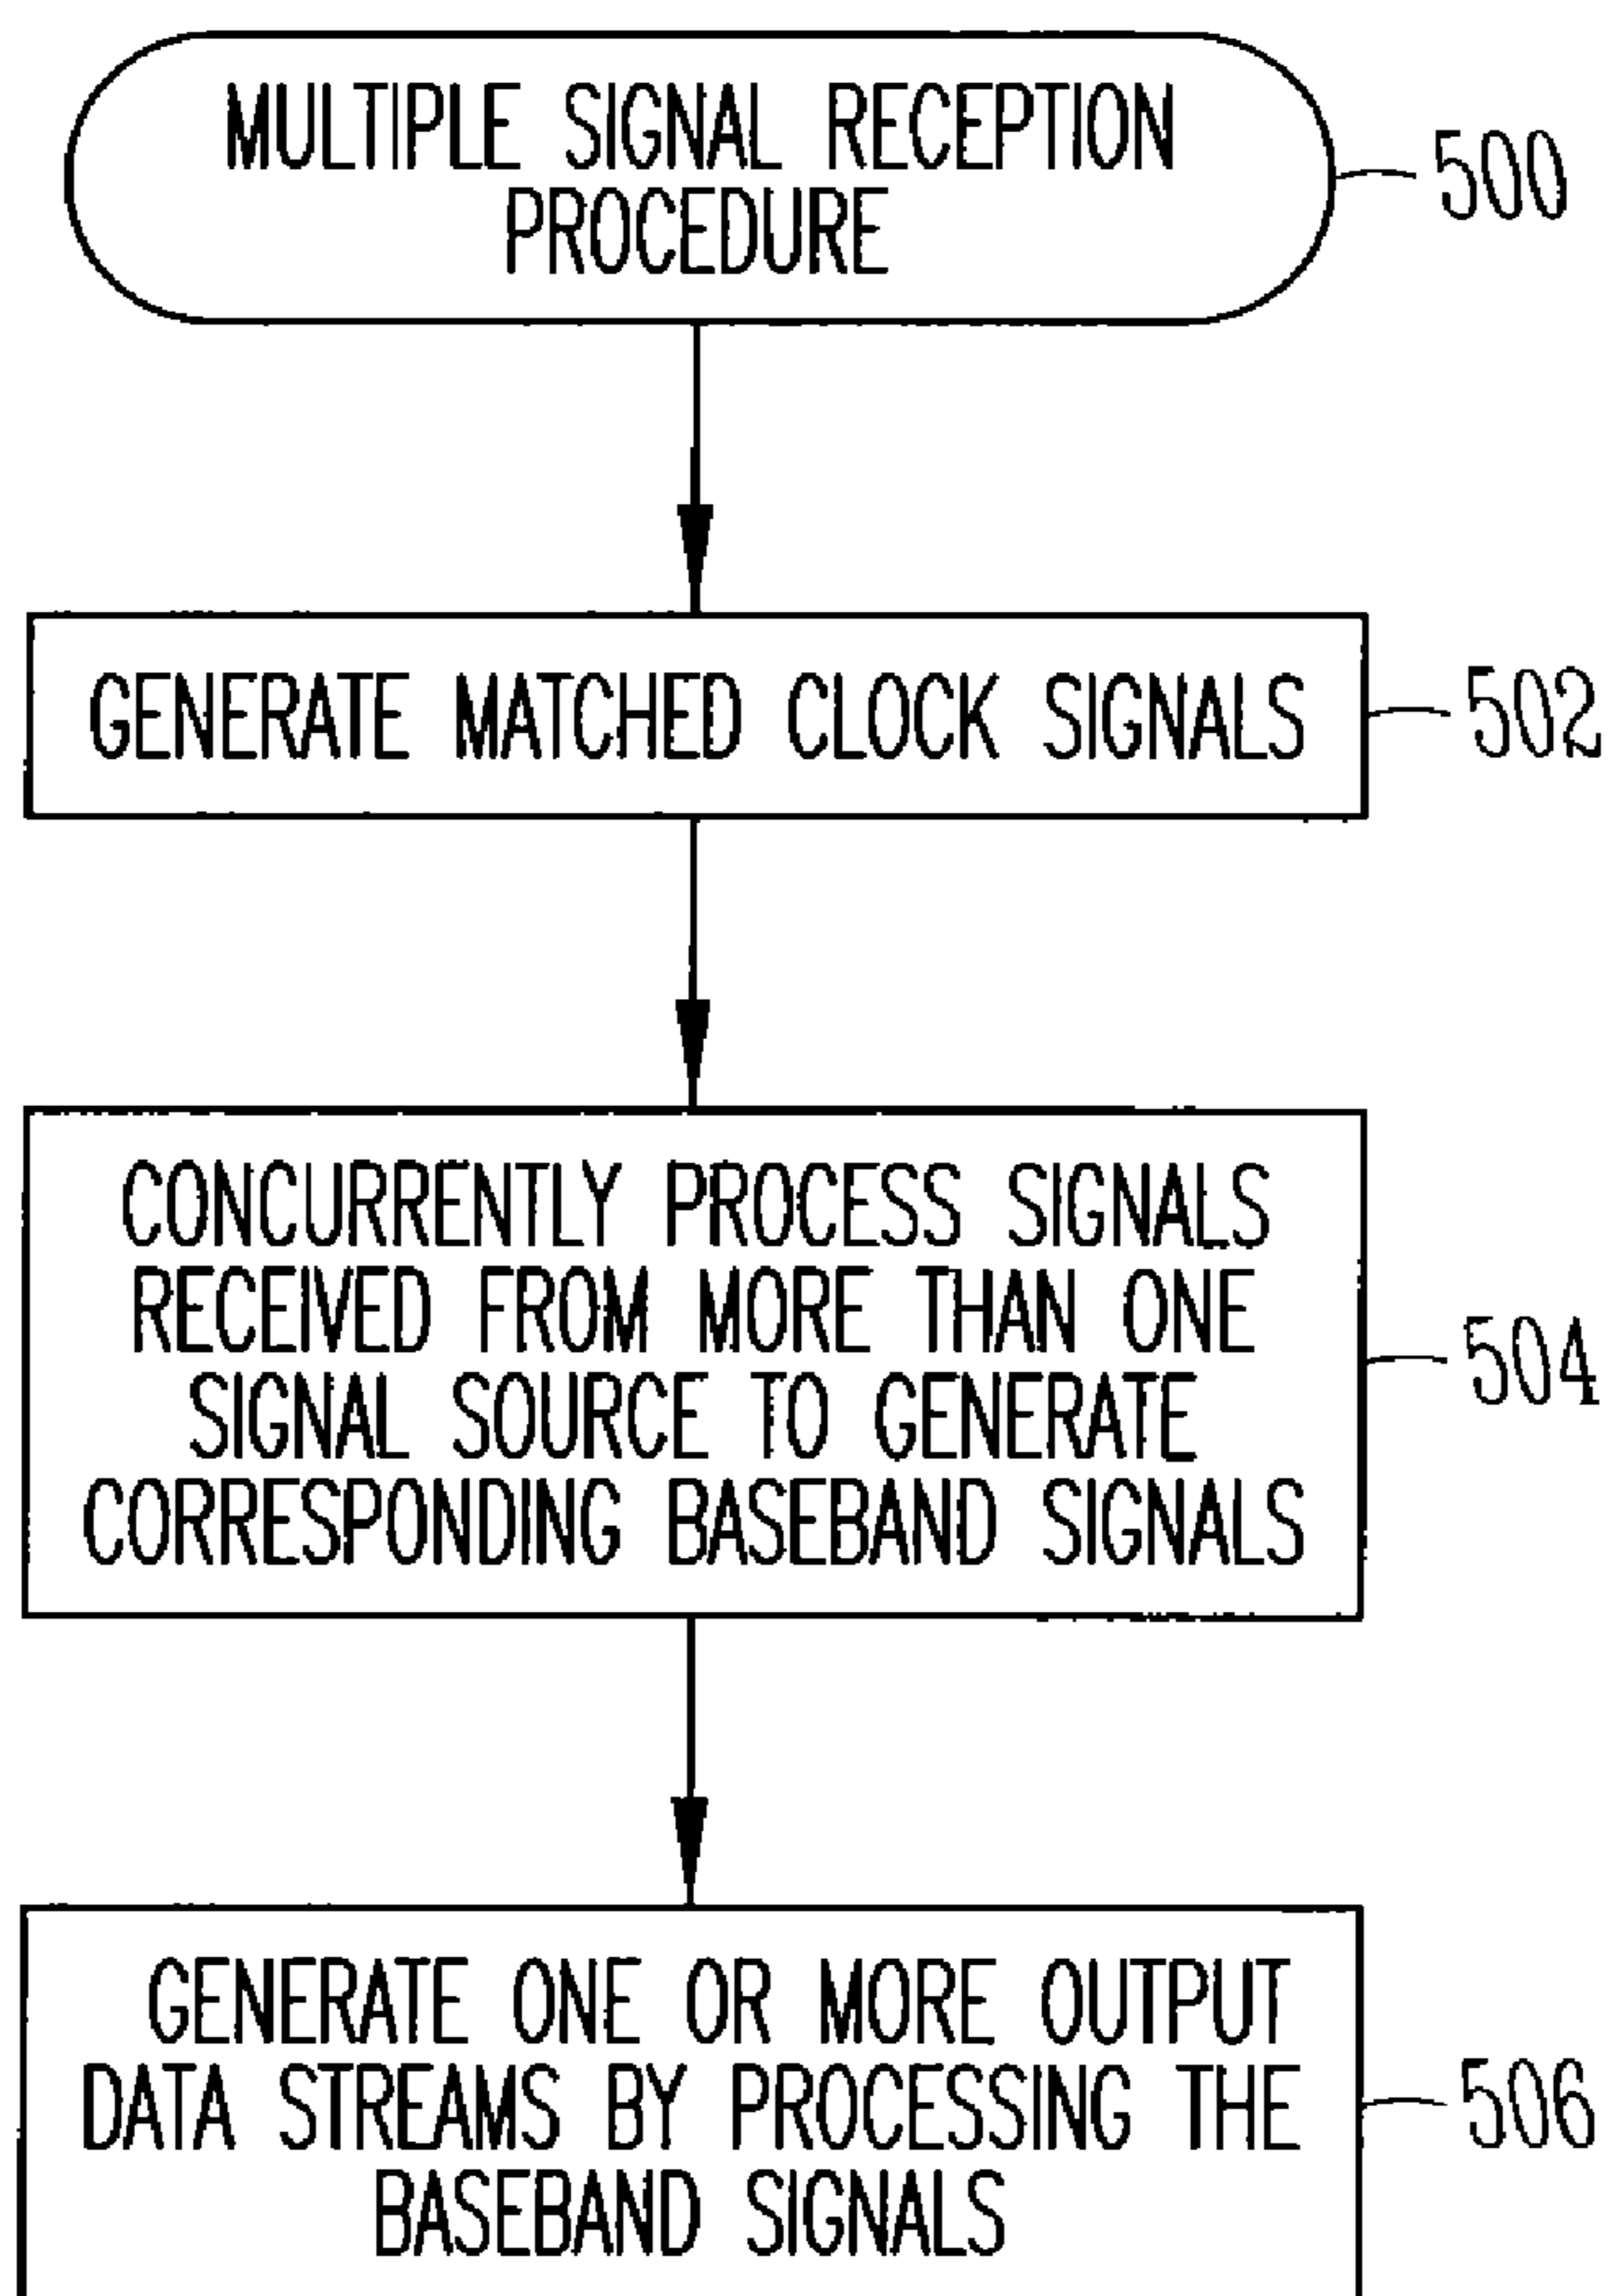 MULTIPLE SIGNAL RECEPTION
PROCEDURE
500
GENERATE MATCHED CLOCK SIGNALS
502
CONCURRENTLY PROCESS SIGNALS
RECEIVED FROM MORE THAN ONE
SIGNAL SOURCE TO GENERATE
CORRESPONDING BASEBAND SIGNALS
504
GENERATE ONE OR MORE OUTPUT
DATA STREAMS BY PROCESSING THE
BASEBAND SIGNALS
506